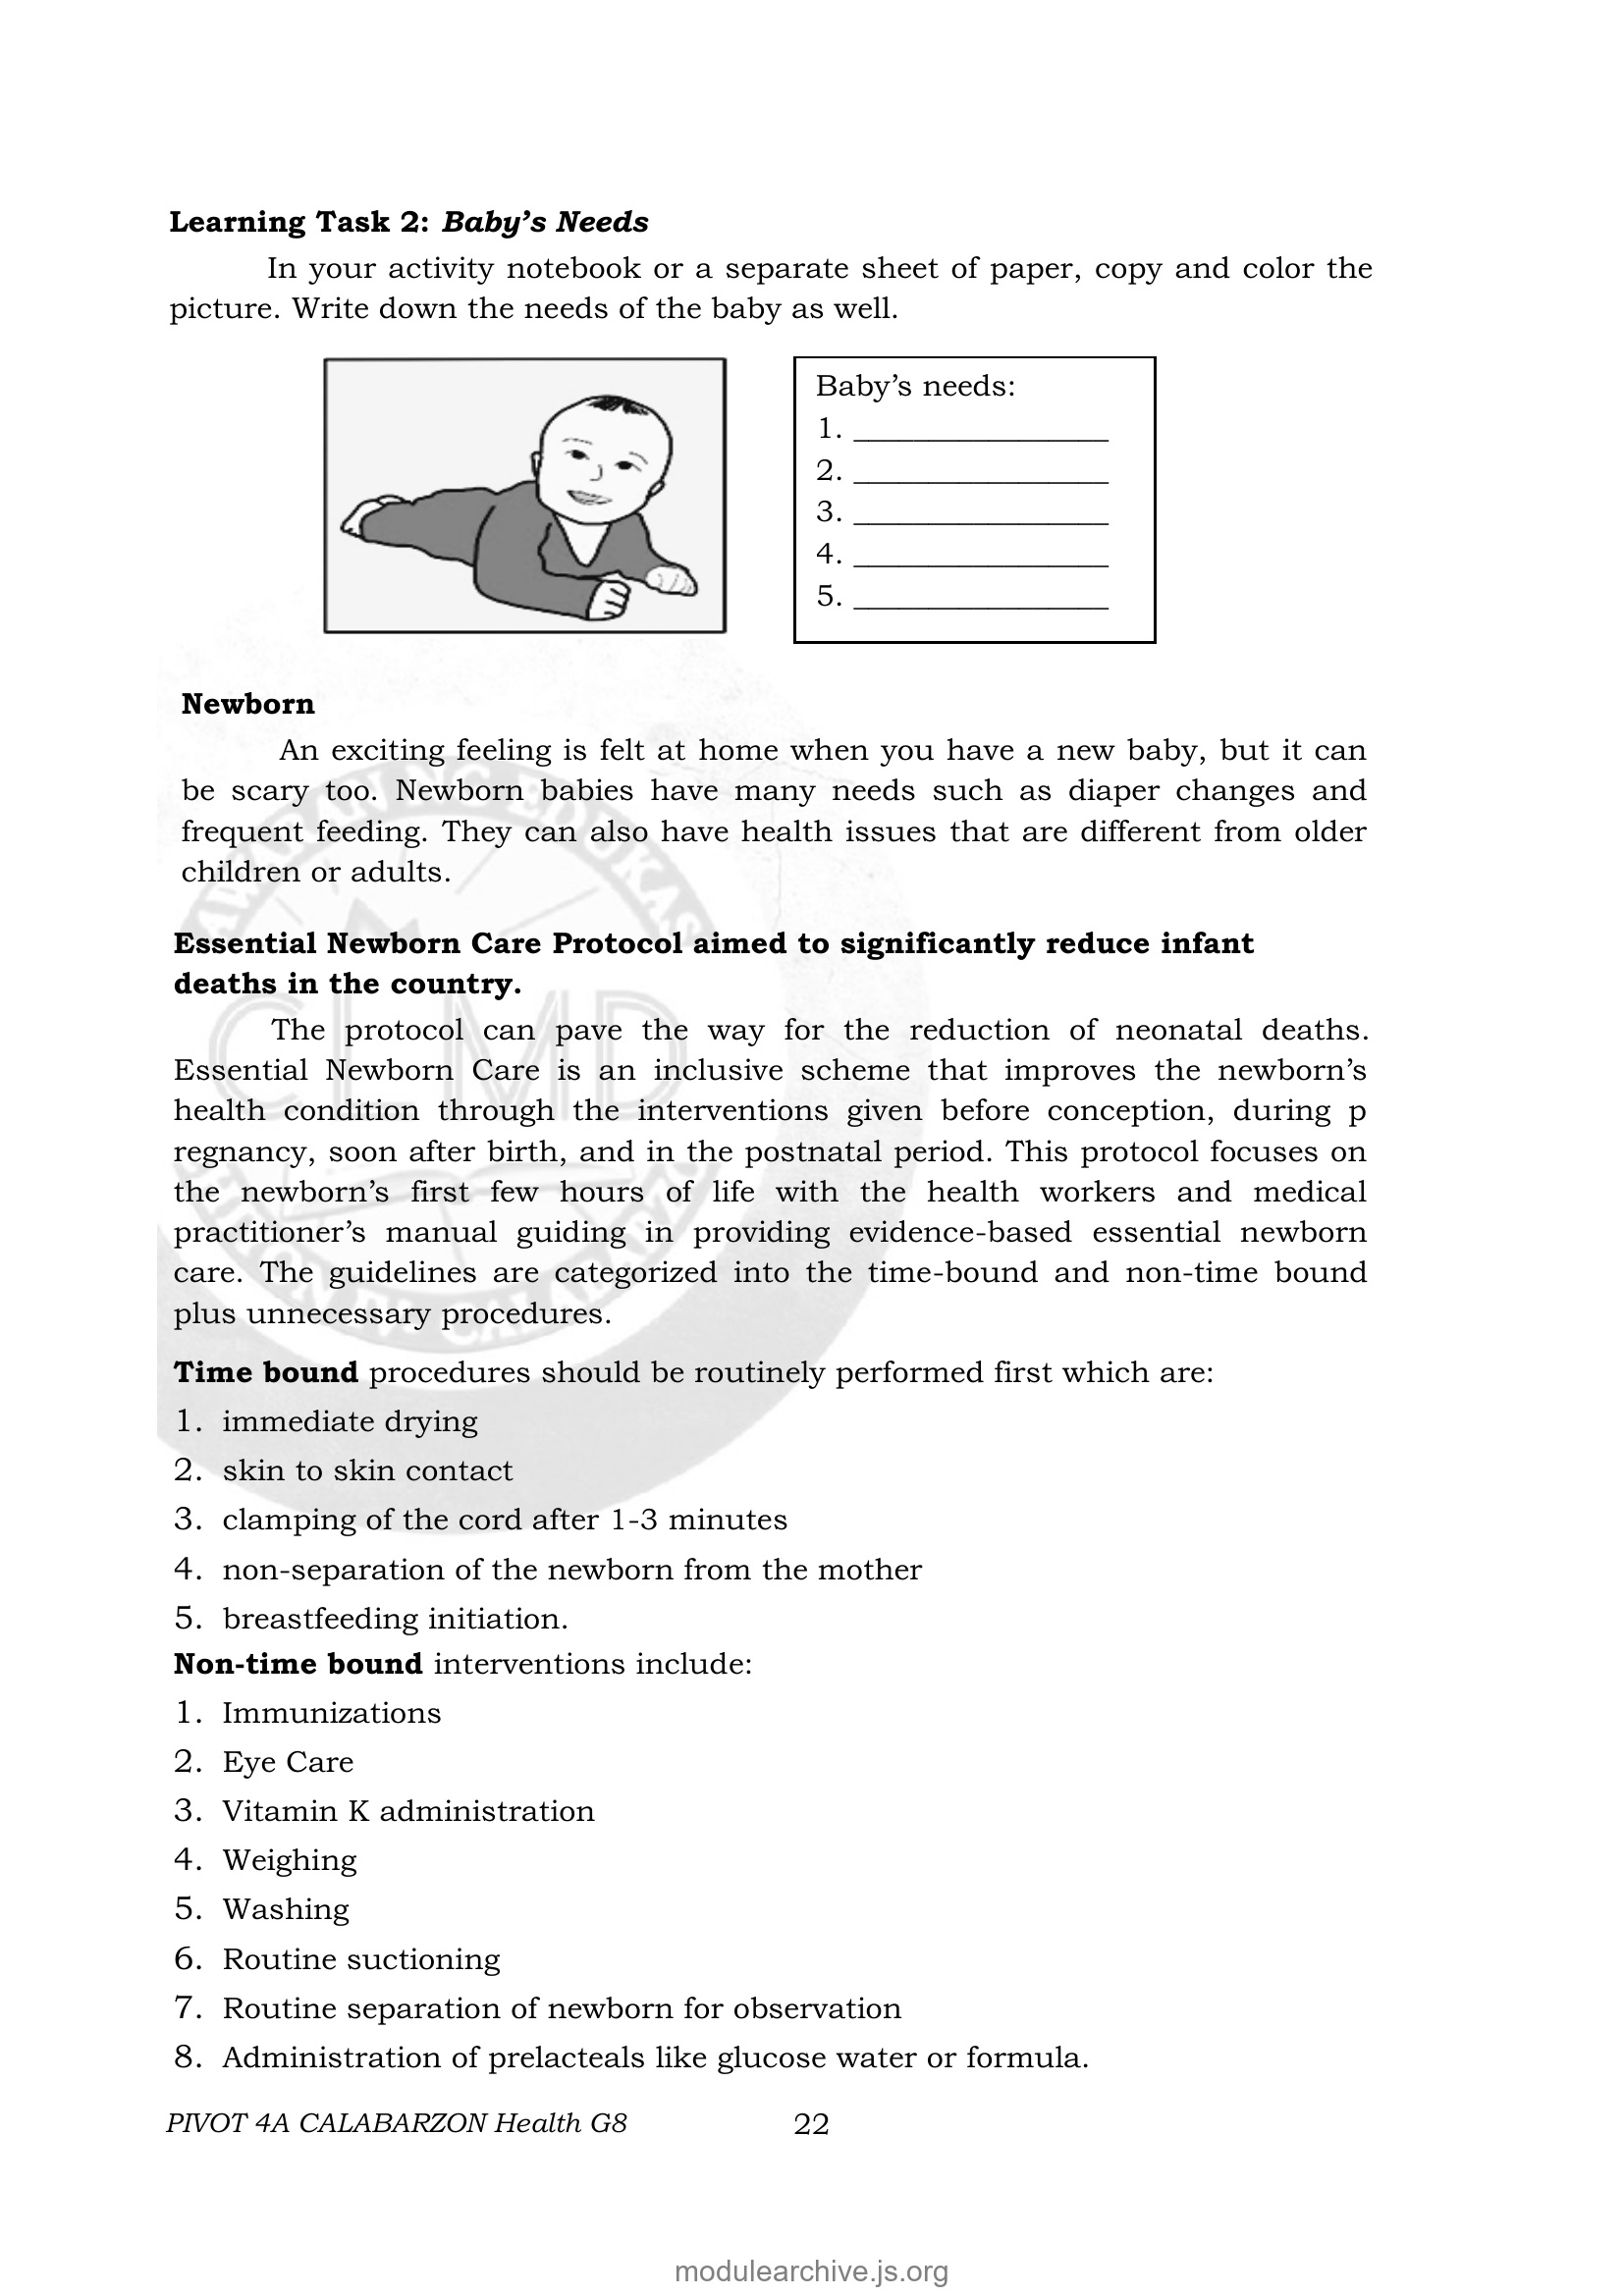 Learning Task 2: Baby’s Needs
In your activity notebook or a separate sheet of paper, copy and color the
picture. Write down the needs of the baby as well.
Baby’s needs:
1. _________________
2. _________________
3. _________________
4. _________________
5. _________________
Newborn
An exciting feeling is felt at home when you have a new baby, but it can
be scary too. Newborn babies have many needs such as diaper changes and
frequent feeding. They can also have health issues that are different from older
children or adults.
Essential Newborn Care Protocol aimed to significantly reduce infant
deaths in the country.
The protocol can pave the way for the reduction of neonatal deaths.
Essential Newborn Care is an inclusive scheme that improves the newborn’s
health condition through the interventions given before conception, during p
regnancy, soon after birth, and in the postnatal period. This protocol focuses on
the newborn’s first few hours of life with the health workers and medical
practitioner’s manual guiding in providing evidence-based essential newborn
care. The guidelines are categorized into the time-bound and non-time bound
plus unnecessary procedures.
Time bound procedures should be routinely performed first which are:
1. immediate drying
2. skin to skin contact
3. clamping of the cord after 1-3 minutes
4. non-separation of the newborn from the mother
5. breastfeeding initiation.
Non-time bound interventions include:
1. Immunizations
2. Eye Care
3. Vitamin K administration
4. Weighing
5. Washing
6. Routine suctioning
7. Routine separation of newborn for observation
8. Administration of prelacteals like glucose water or formula.
PIVOT 4A CALABARZON Health G8 22
CLMD
modulearchive.js.org